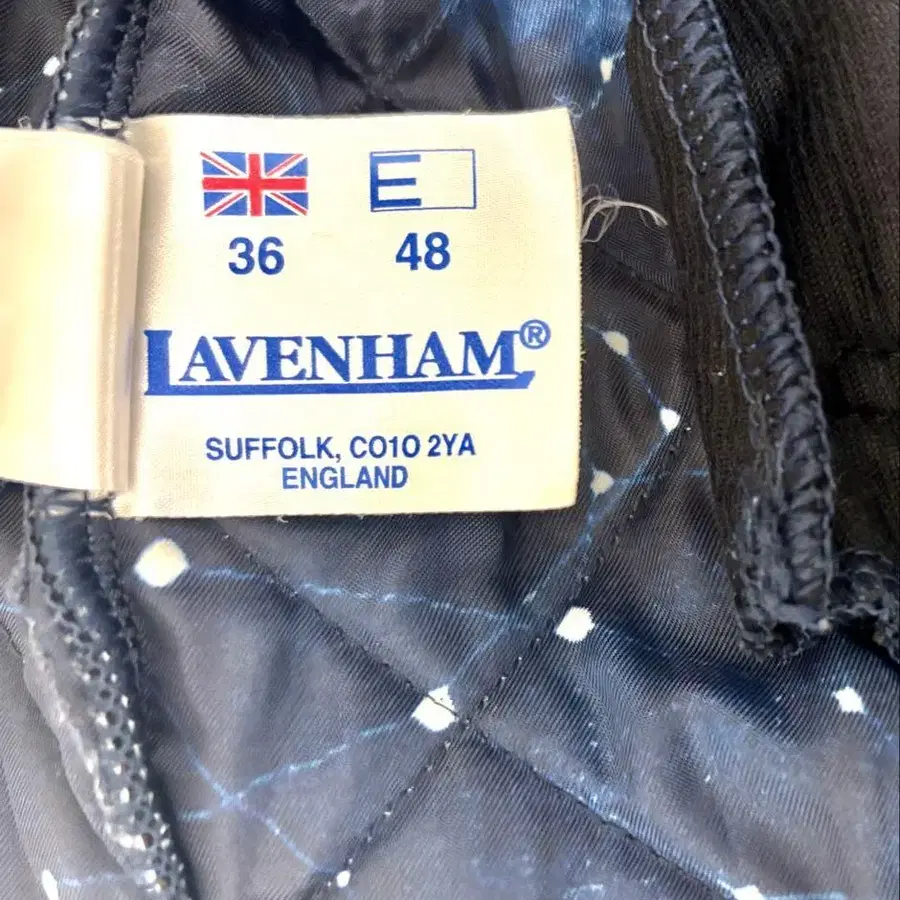 E
36 48
LAVENHAM®
SUFFOLK, CO10 2YA
ENGLAND